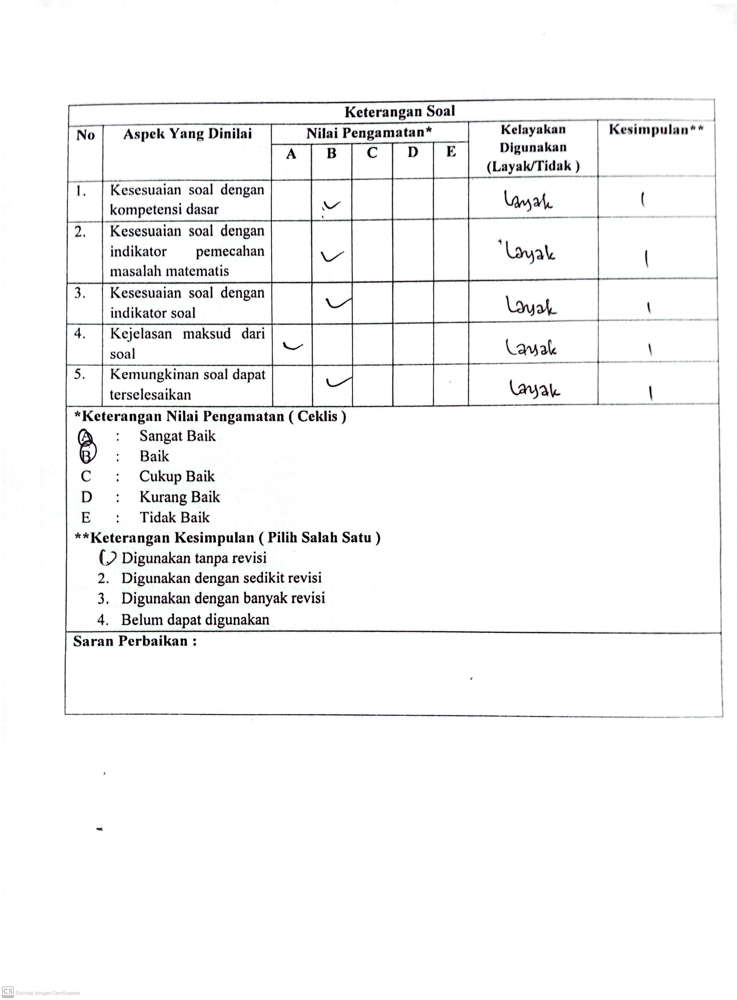 Keterangan Soal
No Aspek Yang Dinilai Nilai Pengamatan* Kelayakan Digunakan (Layak/Tidak ) Kesimpulan**
A B C D E
1. Kesesuaian soal dengan ✓ Layak 1
kompetensi dasar
2. Kesesuaian soal dengan
indikator pemecahan ✓ Layak 1
masalah matematis
3. Kesesuaian soal dengan ✓ Layak 1
indikator soal
4. Kejelasan maksud dari ✓ Layak 1
soal
5. Kemungkinan soal dapat ✓ Layak 1
terselesaikan
*Keterangan Nilai Pengamatan ( Ceklis )
A : Sangat Baik
B : Baik
C : Cukup Baik
D : Kurang Baik
E : Tidak Baik
**Keterangan Kesimpulan ( Pilih Salah Satu )
1. Digunakan tanpa revisi
2. Digunakan dengan sedikit revisi
3. Digunakan dengan banyak revisi
4. Belum dapat digunakan
Saran Perbaikan :
CS Dipindai dengan CamScanner